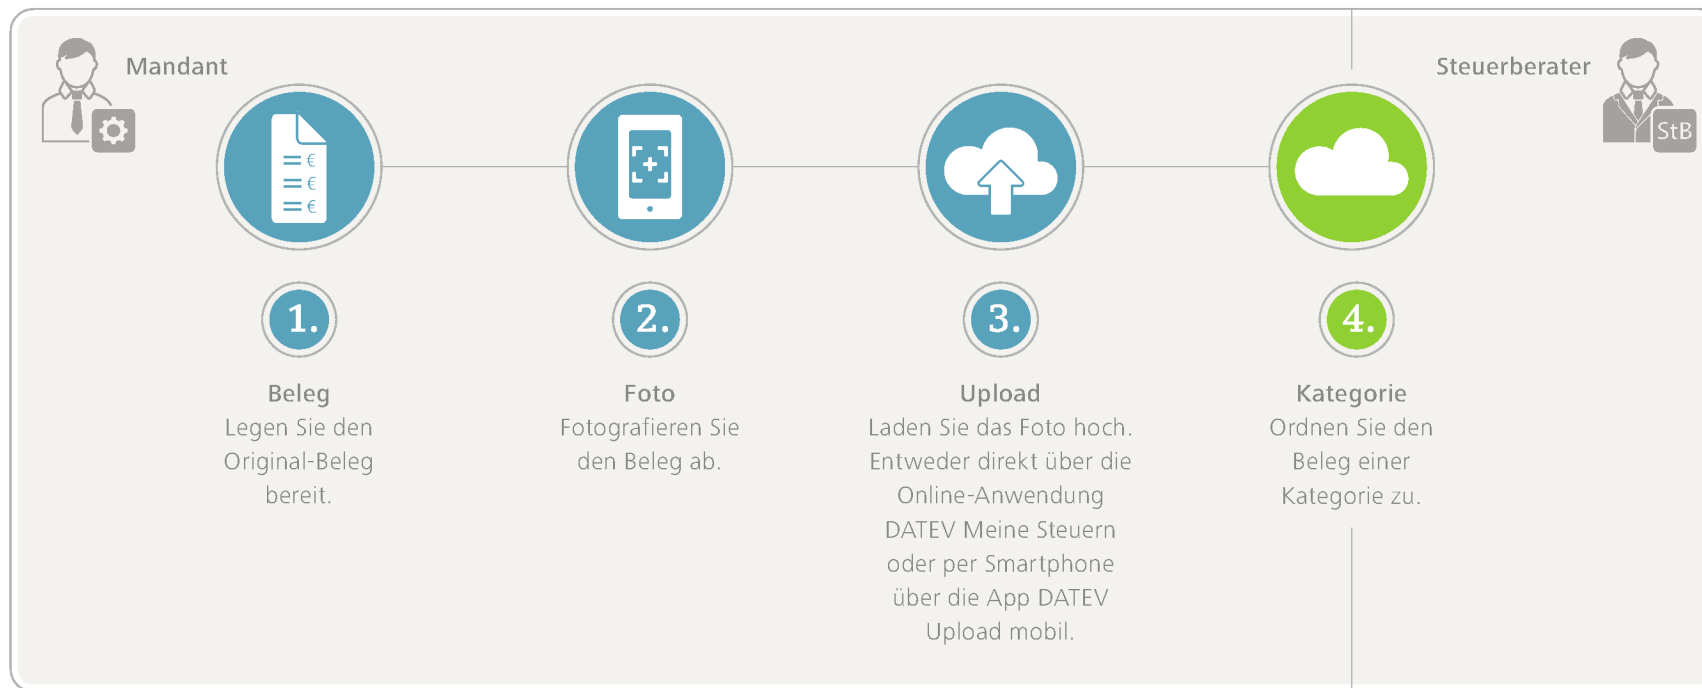 Mandant
Steuerberater
StB
= €
= €
= €
1.
Beleg
Legen Sie den
Original-Beleg
bereit.
2.
Foto
Fotografieren Sie
den Beleg ab.
3.
Upload
Laden Sie das Foto hoch.
Entweder direkt über die
Online-Anwendung
DATEV Meine Steuern
oder per Smartphone
über die App DATEV
Upload mobil.
4.
Kategorie
Ordnen Sie den
Beleg einer
Kategorie zu.